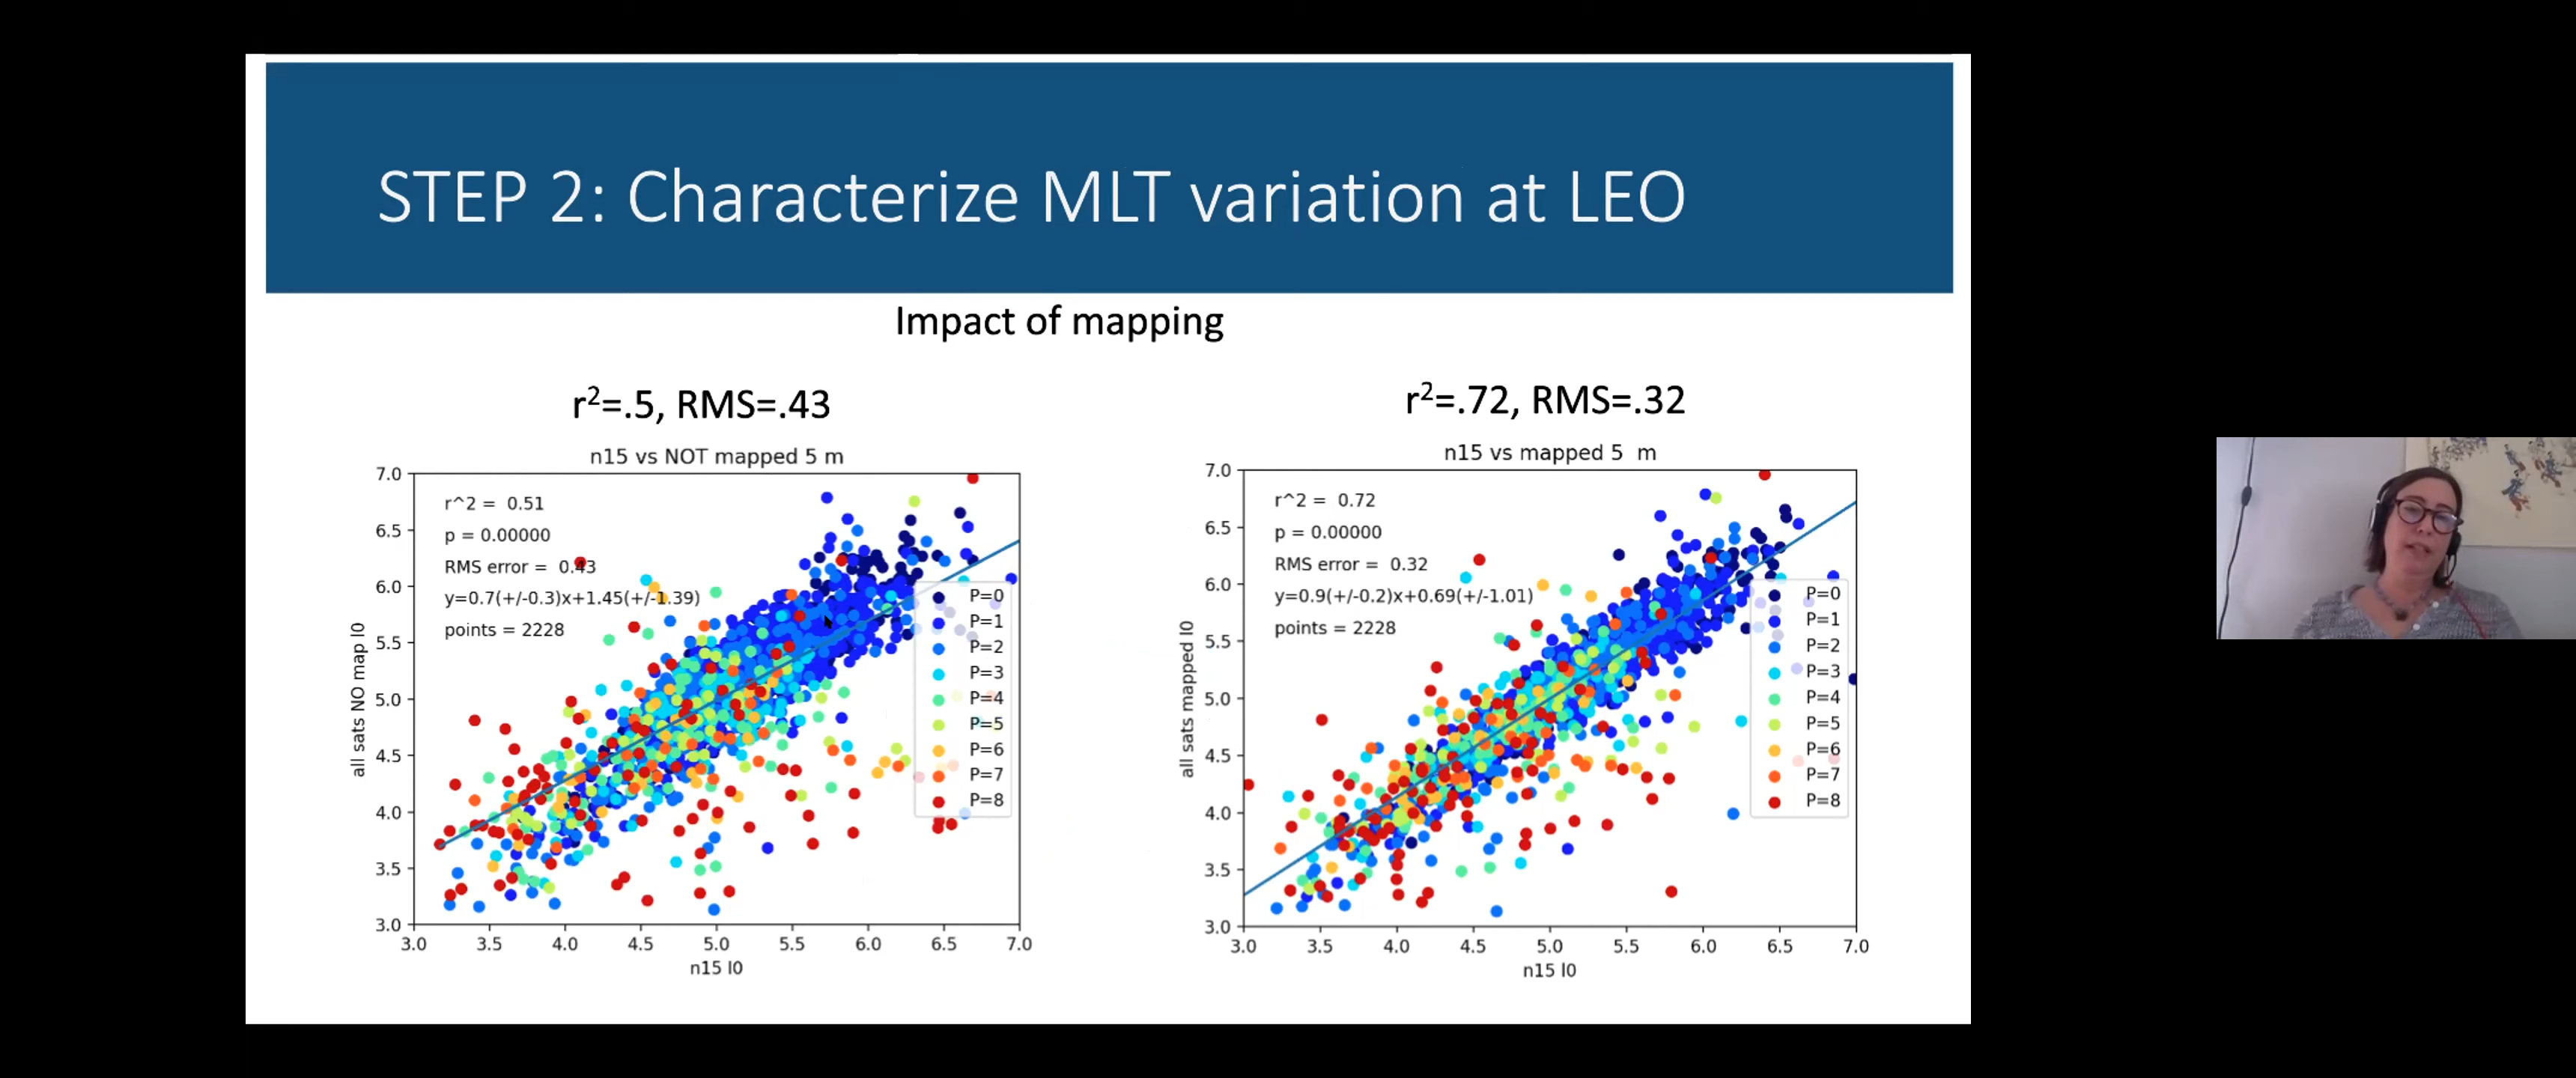 STEP 2: Characterize MLT variation at LEO
Impact of mapping
r²=.5, RMS=.43
n15 vs NOT mapped 5 m
r^2 = 0.51
p = 0.00000
RMS error = 0.43
y=0.7(+/-0.3)x+1.45(+/-1.39)
points = 2228
7.0
6.5
6.0
5.5
5.0
4.5
4.0
3.5
3.0
all sats NO map l0
P=0
P=1
P=2
P=3
P=4
P=5
P=6
P=7
P=8
3.0 3.5 4.0 4.5 5.0 5.5 6.0 6.5 7.0
n15 l0
r²=.72, RMS=.32
n15 vs mapped 5 m
r^2 = 0.72
p = 0.00000
RMS error = 0.32
y=0.9(+/-0.2)x+0.69(+/-1.01)
points = 2228
7.0
6.5
6.0
5.5
5.0
4.5
4.0
3.5
3.0
all sats mapped l0
P=0
P=1
P=2
P=3
P=4
P=5
P=6
P=7
P=8
3.0 3.5 4.0 4.5 5.0 5.5 6.0 6.5 7.0
n15 l0